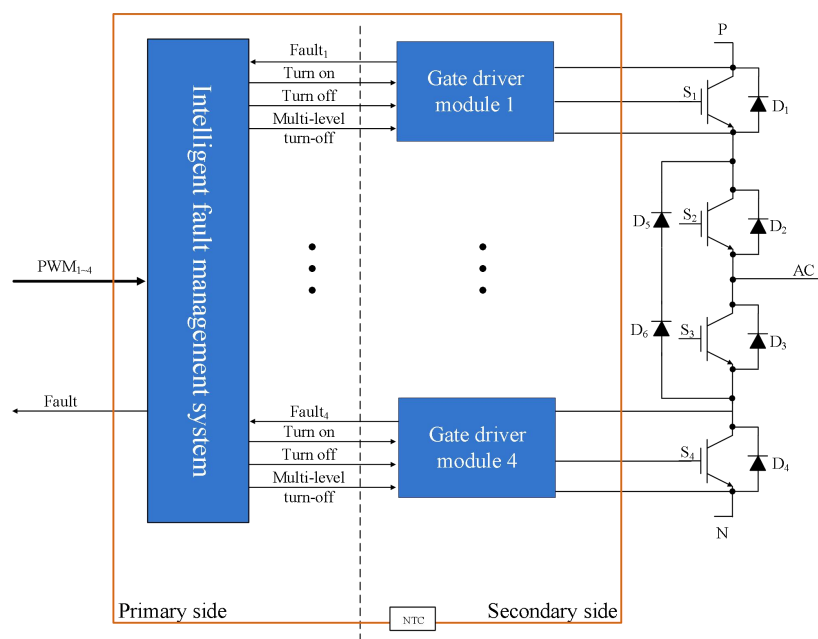 P
Fault₁
Turn on
Turn off
Multi-level
turn-off
Gate driver
module 1
S₁
D₁
Intelligent fault management system
D₅
S₂
D₂
PWM₁~₄
AC
D₆
S₃
D₃
Fault
Fault₄
Turn on
Turn off
Multi-level
turn-off
Gate driver
module 4
S₄
D₄
N
Primary side
NTC
Secondary side